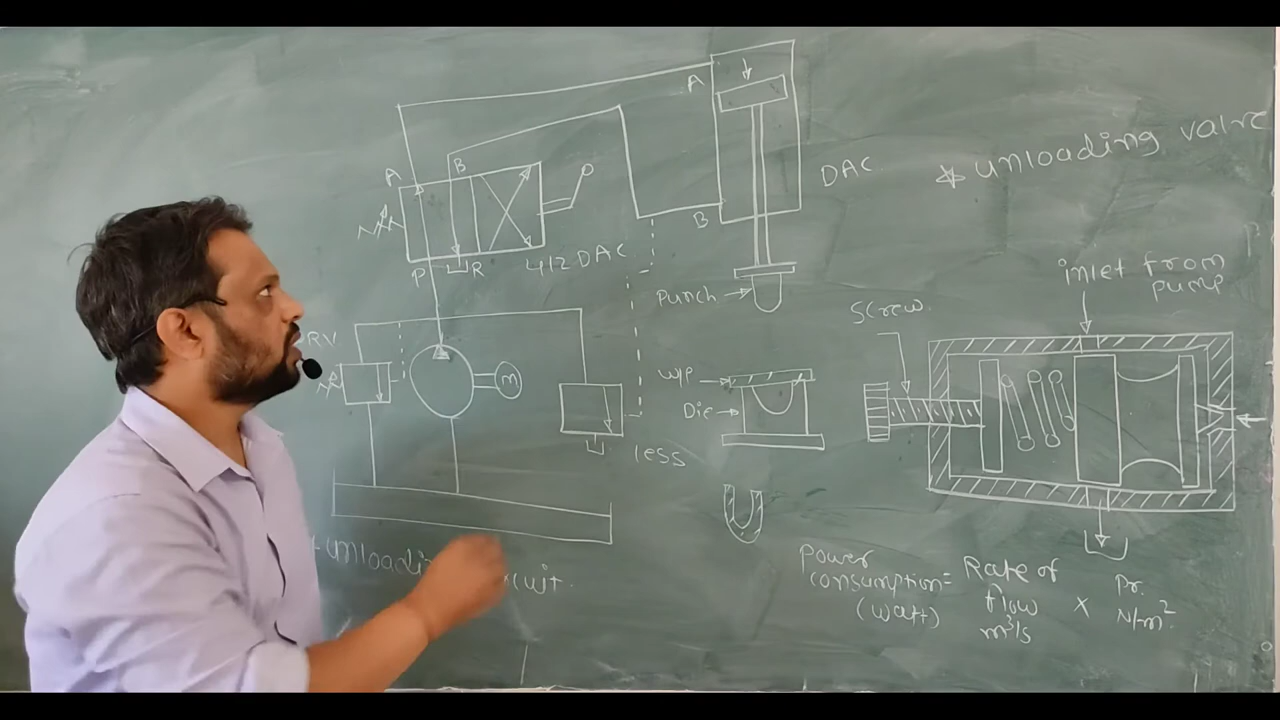 A
B
A
B
DAC
* unloading valve
P
R
4/2 DAC
inlet from
pump
Punch
Screw
RV
M
W/P
Die
less
unloading
Power
consumption=
(watt)
Rate of
flow
m³/s
x
Pr.
N/m²